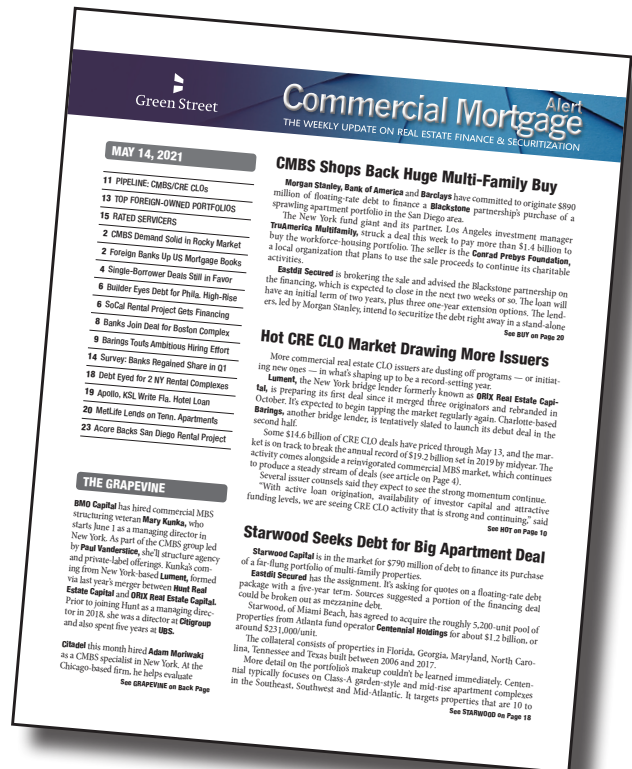 Green Street
Commercial Mortgage
Alert
THE WEEKLY UPDATE ON REAL ESTATE FINANCE & SECURITIZATION
MAY 14, 2021
11 PIPELINE: CMBS/CRE CLOs
13 TOP FOREIGN-OWNED PORTFOLIOS
15 RATED SERVICERS
2 CMBS Demand Solid in Rocky Market
2 Foreign Banks Up US Mortgage Books
4 Single-Borrower Deals Still in Favor
6 Builder Eyes Debt for Phila. High-Rise
6 SoCal Rental Project Gets Financing
8 Banks Join Deal for Boston Complex
9 Barings Touts Ambitious Hiring Effort
14 Survey: Banks Regained Share in Q1
18 Debt Eyed for 2 NY Rental Complexes
19 Apollo, KSL Write Fla. Hotel Loan
20 MetLife Lends on Tenn. Apartments
23 Acore Backs San Diego Rental Project
THE GRAPEVINE
BMO Capital has hired commercial MBS
structuring veteran Mary Kunka, who
starts June 1 as a managing director in
New York. As part of the CMBS group led
by Paul Vanderslice, she'll structure agency
and private-label offerings. Kunka's com-
ing from New York-based Lument, formed
via last year's merger between Hunt Real
Estate Capital and ORIX Real Estate Capital.
Prior to joining Hunt as a managing direc-
tor in 2018, she was a director at Citigroup
and also spent five years at UBS.
Citadel this month hired Adam Moriwaki
as a CMBS specialist in New York. At the
Chicago-based firm, he helps evaluate
See GRAPEVINE on Back Page
CMBS Shops Back Huge Multi-Family Buy
Morgan Stanley, Bank of America and Barclays have committed to originate $890
million of floating-rate debt to finance a Blackstone partnership's purchase of a
sprawling apartment portfolio in the San Diego area.
The New York fund giant and its partner, Los Angeles investment manager
TruAmerica Multifamily, struck a deal this week to pay more than $1.4 billion to
buy the workforce-housing portfolio. The seller is the Conrad Prebys Foundation,
a local organization that plans to use the sale proceeds to continue its charitable
activities.
Eastdil Secured is brokering the sale and advised the Blackstone partnership on
the financing, which is expected to close in the next two weeks or so. The loan will
have an initial term of two years, plus three one-year extension options. The lend-
ers, led by Morgan Stanley, intend to securitize the debt right away in a stand-alone
See BUY on Page 20
Hot CRE CLO Market Drawing More Issuers
More commercial real estate CLO issuers are dusting off programs — or initiat-
ing new ones — in what's shaping up to be a record-setting year.
Lument, the New York bridge lender formerly known as ORIX Real Estate Capi-
tal, is preparing its first deal since it merged three originators and rebranded in
October. It's expected to begin tapping the market regularly again. Charlotte-based
Barings, another bridge lender, is tentatively slated to launch its debut deal in the
second half.
Some $14.6 billion of CRE CLO deals have priced through May 13, and the mar-
ket is on track to break the annual record of $19.2 billion set in 2019 by midyear. The
activity comes alongside a reinvigorated commercial MBS market, which continues
to produce a steady stream of deals (see article on Page 4).
Several issuer counsels said they expect to see the strong momentum continue.
"With active loan origination, availability of investor capital and attractive
funding levels, we are seeing CRE CLO activity that is strong and continuing," said
See HOT on Page 10
Starwood Seeks Debt for Big Apartment Deal
Starwood Capital is in the market for $790 million of debt to finance its purchase
of a far-flung portfolio of multi-family properties.
Eastdil Secured has the assignment. It's asking for quotes on a floating-rate debt
package with a five-year term. Sources suggested a portion of the financing deal
could be broken out as mezzanine debt.
Starwood, of Miami Beach, has agreed to acquire the roughly 5,200-unit pool of
properties from Atlanta fund operator Centennial Holdings for about $1.2 billion, or
around $231,000/unit.
The collateral consists of properties in Florida, Georgia, Maryland, North Caro-
lina, Tennessee and Texas built between 2006 and 2017.
More detail on the portfolio's makeup couldn't be learned immediately. Centen-
nial typically focuses on Class-A garden-style and mid-rise apartment complexes
in the Southeast, Southwest and Mid-Atlantic. It targets properties that are 10 to
See STARWOOD on Page 18